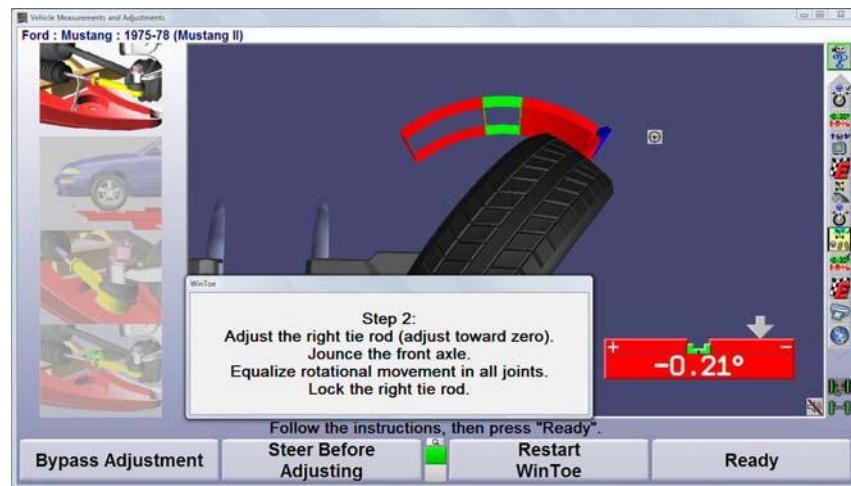 Vehicle Measurements and Adjustments
Ford : Mustang : 1975-78 (Mustang II)
WinToe
Step 2:
Adjust the right tie rod (adjust toward zero).
Jounce the front axle.
Equalize rotational movement in all joints.
Lock the right tie rod.
+
-
-0.21°
Follow the instructions, then press "Ready".
Bypass Adjustment
Steer Before
Adjusting
Restart
WinToe
Ready